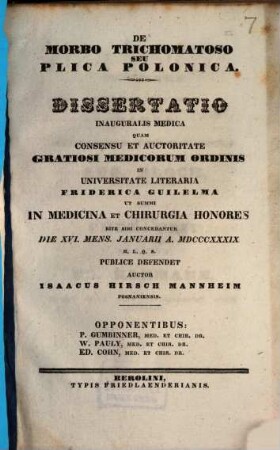 7
DE
MORBO TRICHOMATOSO
SEU
PLICA POLONICA.
DISSERTATIO
INAUGURALIS MEDICA
QUAM
CONSENSU ET AUCTORITATE
GRATIOSI MEDICORUM ORDINIS
IN
UNIVERSITATE LITERARIA
FRIDERICA GUILELMA
UT SUMMI
IN MEDICINA ET CHIRURGIA HONORES
RITE SIBI CONCEDANTUR
DIE XVI. MENS. JANUARII A. MDCCCXXXIX
H. L. Q. S.
PUBLICE DEFENDET
AUCTOR
ISAACUS HIRSCH MANNHEIM
POSNANIENSIS.
OPPONENTIBUS:
P. GUMBINNER, MED. ET CHIR. DR.
W. PAULY, MED. ET CHIR. DR.
ED. COHN, MED. ET CHIR. DR.
BEROLINI,
TYPIS FRIEDLAENDERIANIS.